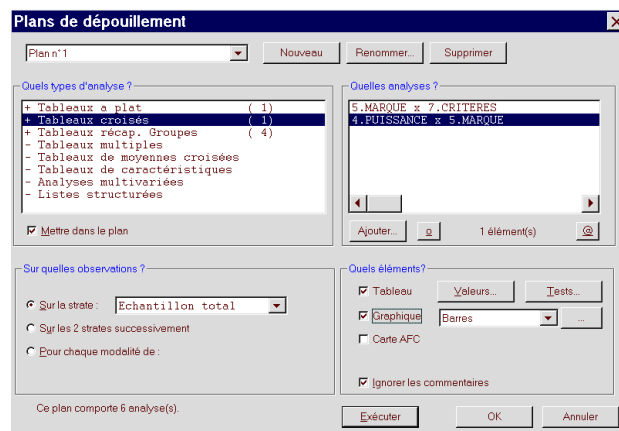 Plans de dépouillement
Plan n°1
Nouveau
Renommer...
Supprimer
Quels types d'analyse ?
+ Tableaux a plat ( 1)
+ Tableaux croisés ( 1)
+ Tableaux récap. Groupes ( 4)
- Tableaux multiples
- Tableaux de moyennes croisées
- Tableaux de caractéristiques
- Analyses multivariées
- Listes structurées
Mettre dans le plan
Quelles analyses ?
5.MARQUE x 7.CRITERES
4.PUISSANCE x 5.MARQUE
Ajouter...
o
1 élément(s)
@
Sur quelles observations ?
Sur la strate :
Echantillon total
Sur les 2 strates successivement
Pour chaque modalité de :
Quels éléments?
Tableau
Valeurs...
Tests...
Graphique
Barres
...
Carte AFC
Ignorer les commentaires
Ce plan comporte 6 analyse(s).
Exécuter
OK
Annuler